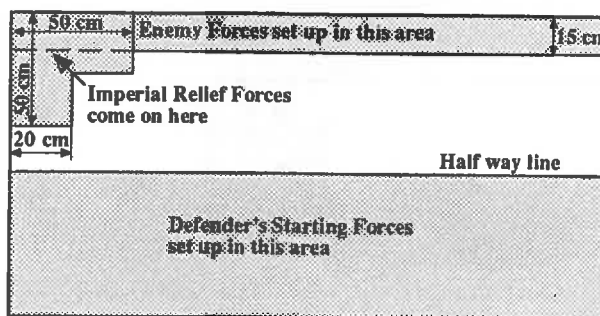 50 cm
Enemy Forces set up in this area
15 cm
50 cm
Imperial Relief Forces
come on here
20 cm
Half way line
Defender's Starting Forces
set up in this area